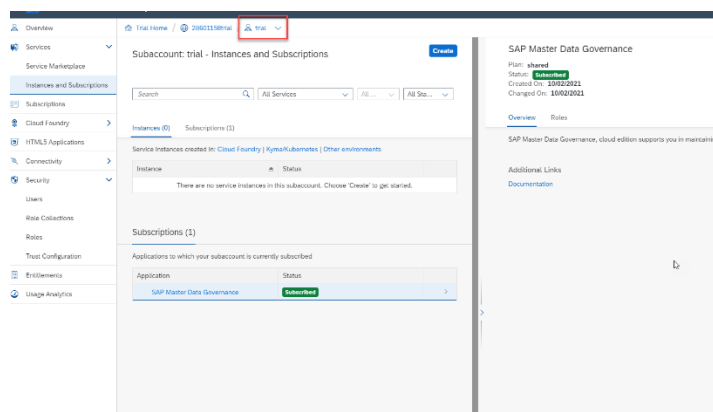 Overview
Services
Service Marketplace
Instances and Subscriptions
Subscriptions
Cloud Foundry
HTML5 Applications
Connectivity
Security
Users
Role Collections
Roles
Trust Configuration
Entitlements
Usage Analytics
Trial Home / 28601158trial / trial
Subaccount: trial - Instances and Subscriptions
Create
Search
All Services
All ...
All Sta...
Instances (0) Subscriptions (1)
Service Instances created in: Cloud Foundry | Kyma/Kubernetes | Other environments
Instance Status
There are no service instances in this subaccount. Choose 'Create' to get started.
Subscriptions (1)
Applications to which your subaccount is currently subscribed
Application Status
SAP Master Data Governance Subscribed
SAP Master Data Governance
Plan: shared
Status: Subscribed
Created On: 10/02/2021
Changed On: 10/02/2021
Overview Roles
SAP Master Data Governance, cloud edition supports you in maintainin
Additional Links
Documentation